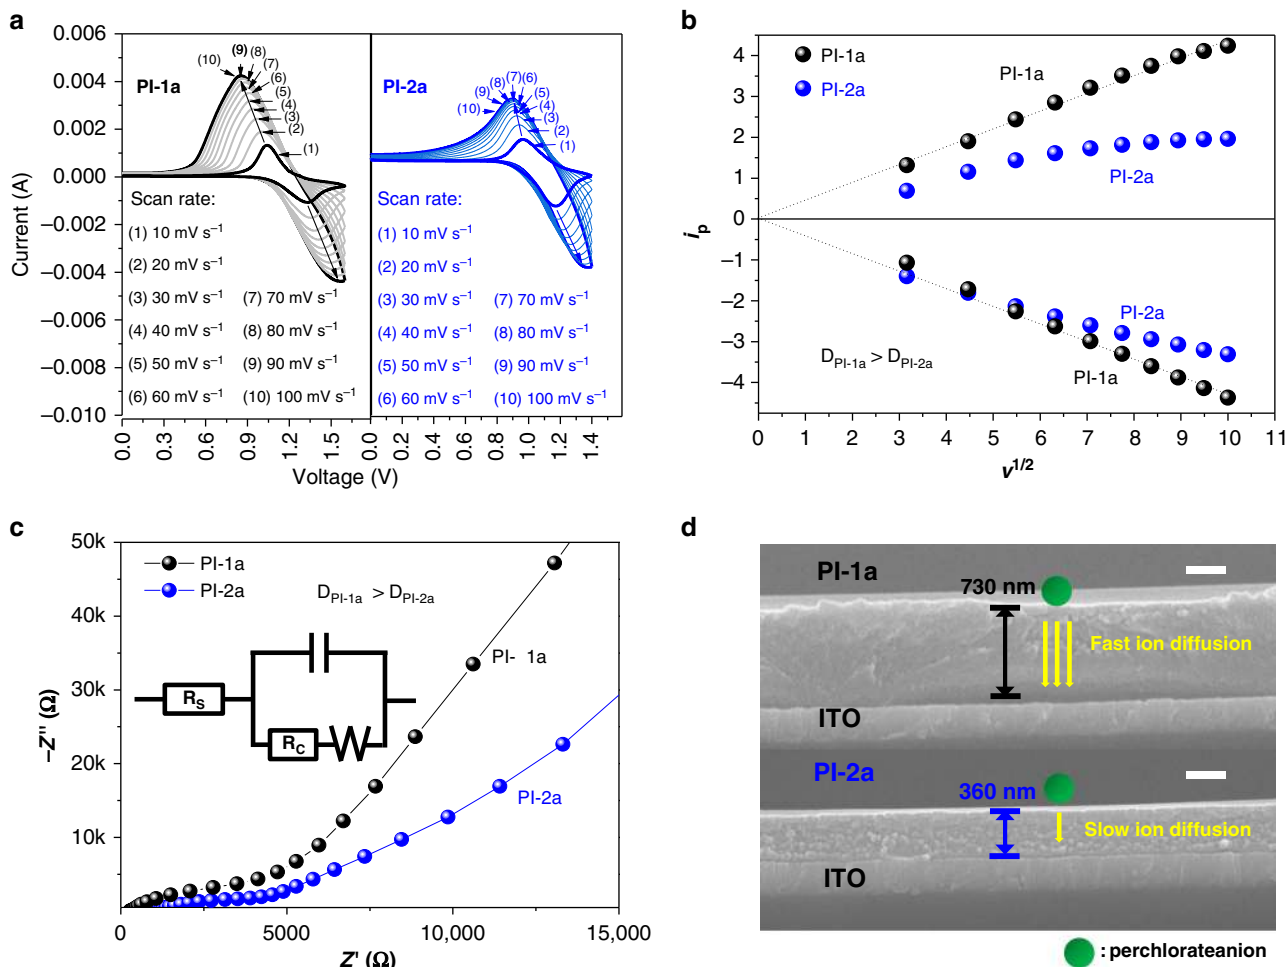 a
0.006
0.004
0.002
0.000
−0.002
−0.004
−0.006
−0.008
−0.010
Current (A)
PI-1a
(10)
(9)
(8)
(7)
(6)
(5)
(4)
(3)
(2)
(1)
Scan rate:
(1) 10 mV s−1
(2) 20 mV s−1
(3) 30 mV s−1
(4) 40 mV s−1
(5) 50 mV s−1
(6) 60 mV s−1
(7) 70 mV s−1
(8) 80 mV s−1
(9) 90 mV s−1
(10) 100 mV s−1
0.0
0.3
0.6
0.9
1.2
1.5
PI-2a
(10)
(9)
(8)
(7)
(6)
(5)
(4)
(3)
(2)
(1)
Scan rate:
(1) 10 mV s−1
(2) 20 mV s−1
(3) 30 mV s−1
(4) 40 mV s−1
(5) 50 mV s−1
(6) 60 mV s−1
(7) 70 mV s−1
(8) 80 mV s−1
(9) 90 mV s−1
(10) 100 mV s−1
0.0
0.2
0.4
0.6
0.8
1.0
1.2
1.4
Voltage (V)
b
4
3
2
1
0
−1
−2
−3
−4
ip
PI-1a
PI-2a
PI-1a
PI-2a
PI-2a
PI-1a
DPI-1a > DPI-2a
0
1
2
3
4
5
6
7
8
9
10
11
v1/2
c
50k
40k
30k
20k
10k
−Z'' (Ω)
PI-1a
PI-2a
DPI-1a > DPI-2a
RS
RC
PI- 1a
PI-2a
0
5000
10,000
15,000
Z' (Ω)
d
PI-1a
730 nm
Fast ion diffusion
ITO
PI-2a
360 nm
Slow ion diffusion
ITO
: perchlorateanion